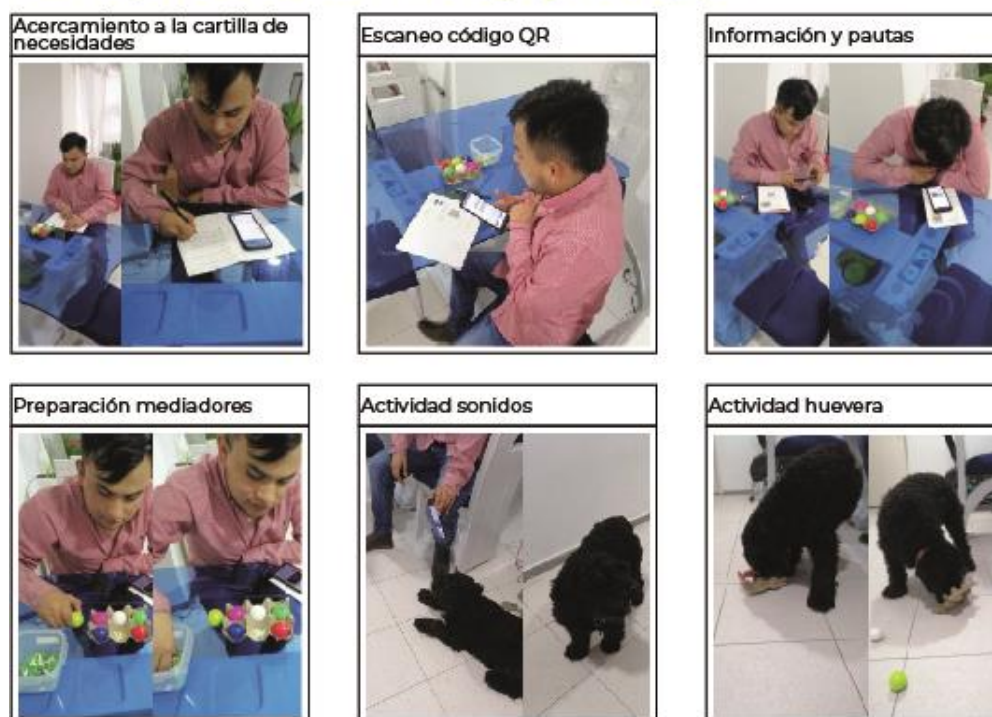 Acercamiento a la cartilla de
necesidades
Escaneo código QR
Información y pautas
Preparación mediadores
Actividad sonidos
Actividad huevera